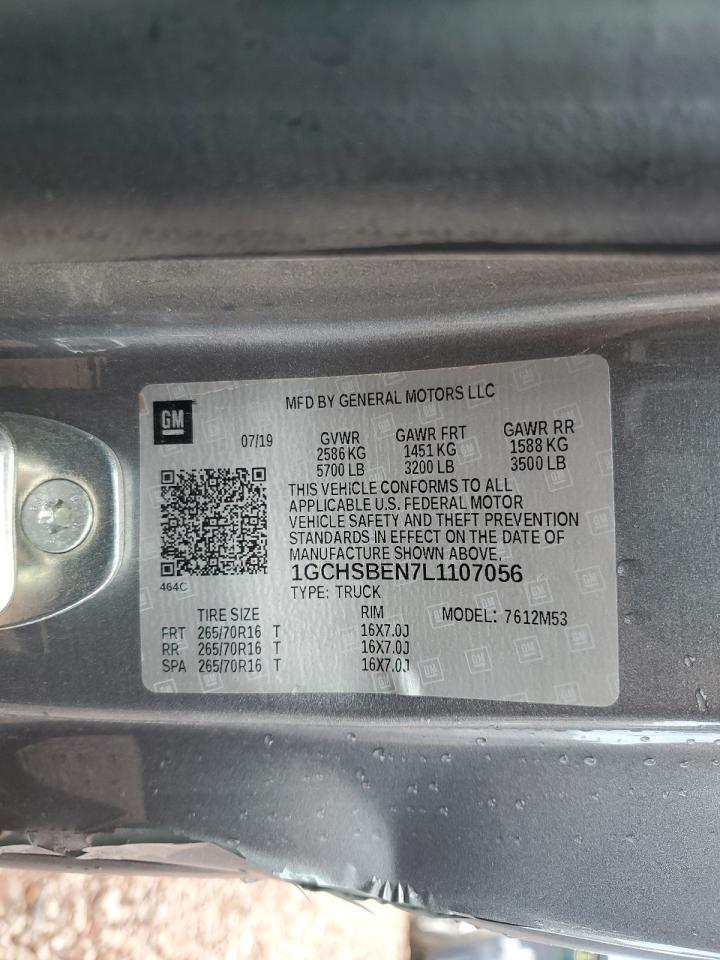 GM
MFD BY GENERAL MOTORS LLC
07/19
GVWR GAWR FRT GAWR RR
2586 KG 1451 KG 1588 KG
5700 LB 3200 LB 3500 LB
THIS VEHICLE CONFORMS TO ALL
APPLICABLE U.S. FEDERAL MOTOR
VEHICLE SAFETY AND THEFT PREVENTION
STANDARDS IN EFFECT ON THE DATE OF
MANUFACTURE SHOWN ABOVE.
464C
1GCHSBEN7L1107056
TYPE: TRUCK
TIRE SIZE RIM MODEL: 7612M53
FRT 265/70R16 T 16X7.0J
RR 265/70R16 T 16X7.0J
SPA 265/70R16 T 16X7.0J